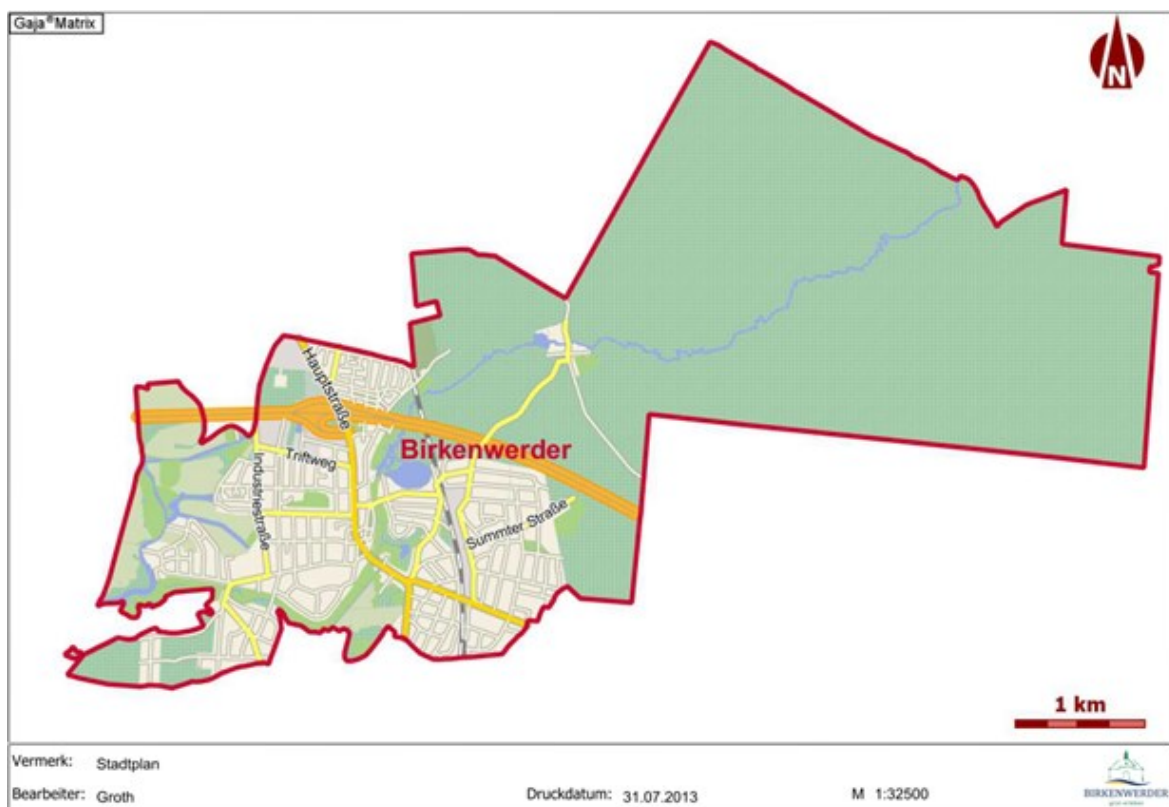 Gaja®Matrix
N
Hauptstraße
Birkenwerder
Triftweg
Industriestraße
Summter Straße
1 km
Vermerk: Stadtplan
Bearbeiter: Groth
Druckdatum: 31.07.2013
M 1:32500
BIRKENWERDER